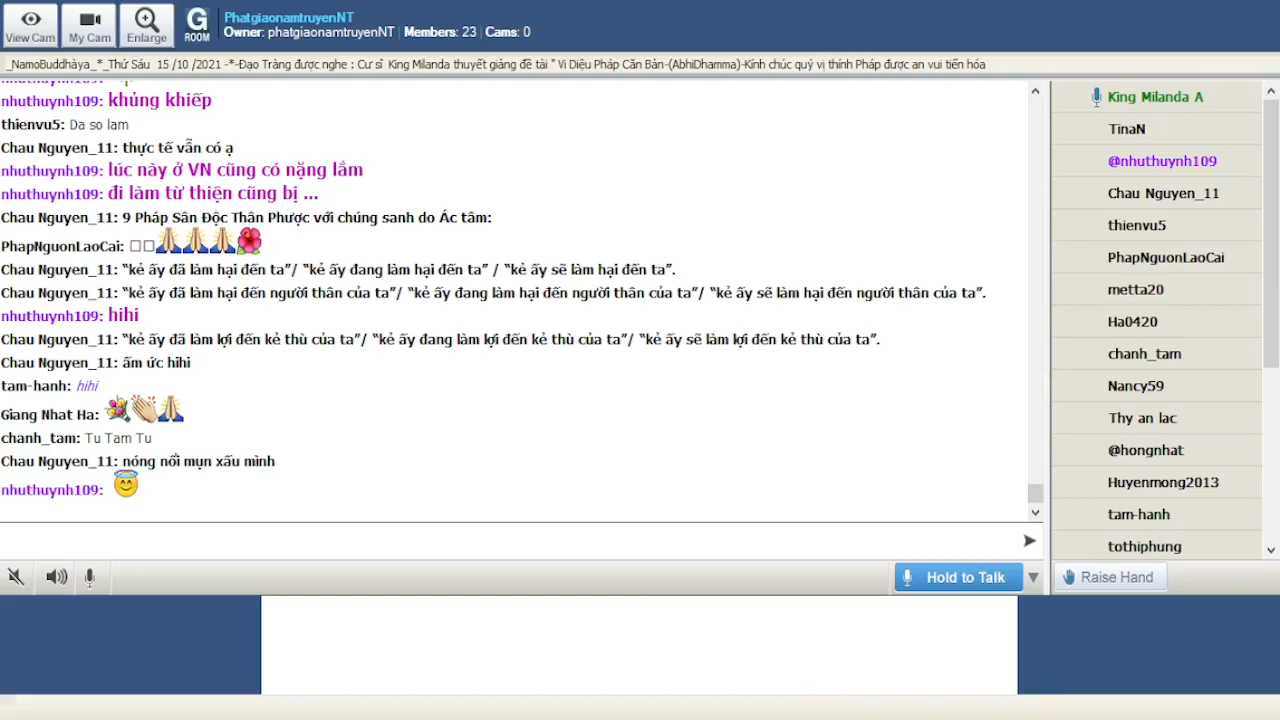 View Cam
My Cam
Enlarge
G
ROOM
PhatgiaonamtruyenNT
Owner: phatgiaonamtruyenNT | Members: 23 | Cams: 0
_NamoBuddhàya_*_Thứ Sáu 15 /10 /2021 -*-Đạo Tràng được nghe : Cư sĩ King Milanda thuyết giảng đề tài " Vi Diệu Pháp Căn Bản-(AbhiDhamma)-Kính chúc quý vị thính Pháp được an vui tiến hóa
nhuthuynh109:
nhuthuynh109: khủng khiếp
thienvu5: Da so lam
Chau Nguyen_11: thực tế vẫn có ạ
nhuthuynh109: lúc này ở VN cũng có nặng lắm
nhuthuynh109: đi làm từ thiện cũng bị ...
Chau Nguyen_11: 9 Pháp Sân Độc Thân Phược với chúng sanh do Ác tâm:
PhapNguonLaoCai:
Chau Nguyen_11: "kẻ ấy đã làm hại đến ta"/ "kẻ ấy đang làm hại đến ta" / "kẻ ấy sẽ làm hại đến ta".
Chau Nguyen_11: "kẻ ấy đã làm hại đến người thân của ta"/ "kẻ ấy đang làm hại đến người thân của ta"/ "kẻ ấy sẽ làm hại đến người thân của ta".
nhuthuynh109: hihi
Chau Nguyen_11: "kẻ ấy đã làm lợi đến kẻ thù của ta"/ "kẻ ấy đang làm lợi đến kẻ thù của ta"/ "kẻ ấy sẽ làm lợi đến kẻ thù của ta".
Chau Nguyen_11: ấm ức hihi
tam-hanh: hihi
Giang Nhat Ha:
chanh_tam: Tu Tam Tu
Chau Nguyen_11: nóng nổi mụn xấu mình
nhuthuynh109:
Hold to Talk
King Milanda A
TinaN
@nhuthuynh109
Chau Nguyen_11
thienvu5
PhapNguonLaoCai
metta20
Ha0420
chanh_tam
Nancy59
Thy an lac
@hongnhat
Huyenmong2013
tam-hanh
tothiphung
Raise Hand